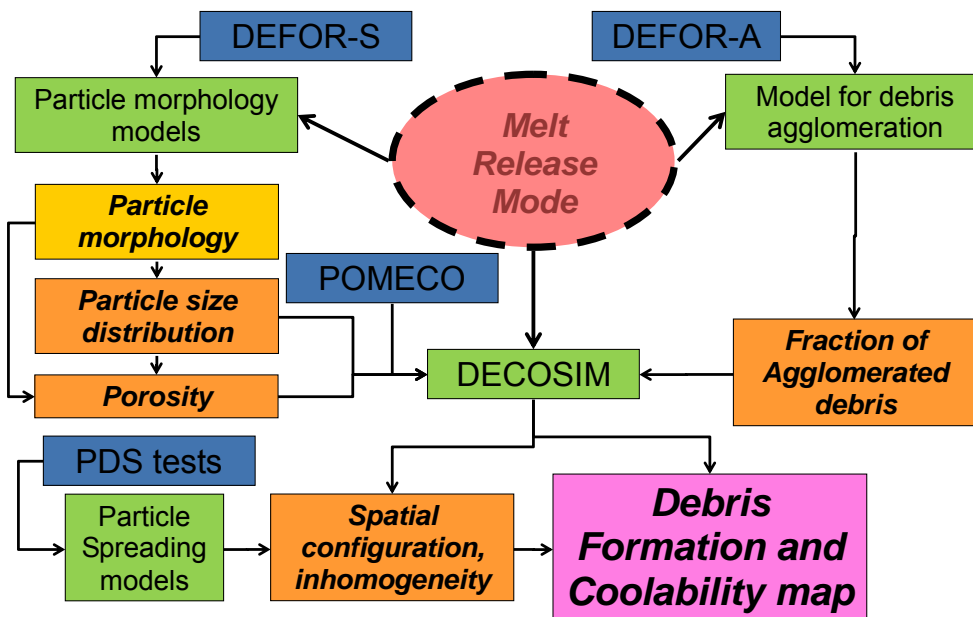 DEFOR-S
DEFOR-A
Particle morphology
models
Melt
Release
Mode
Model for debris
agglomeration
Particle
morphology
POMECO
Particle size
distribution
Porosity
DECOSIM
Fraction of
Agglomerated
debris
PDS tests
Particle
Spreading
models
Spatial
configuration,
inhomogeneity
Debris
Formation and
Coolability map